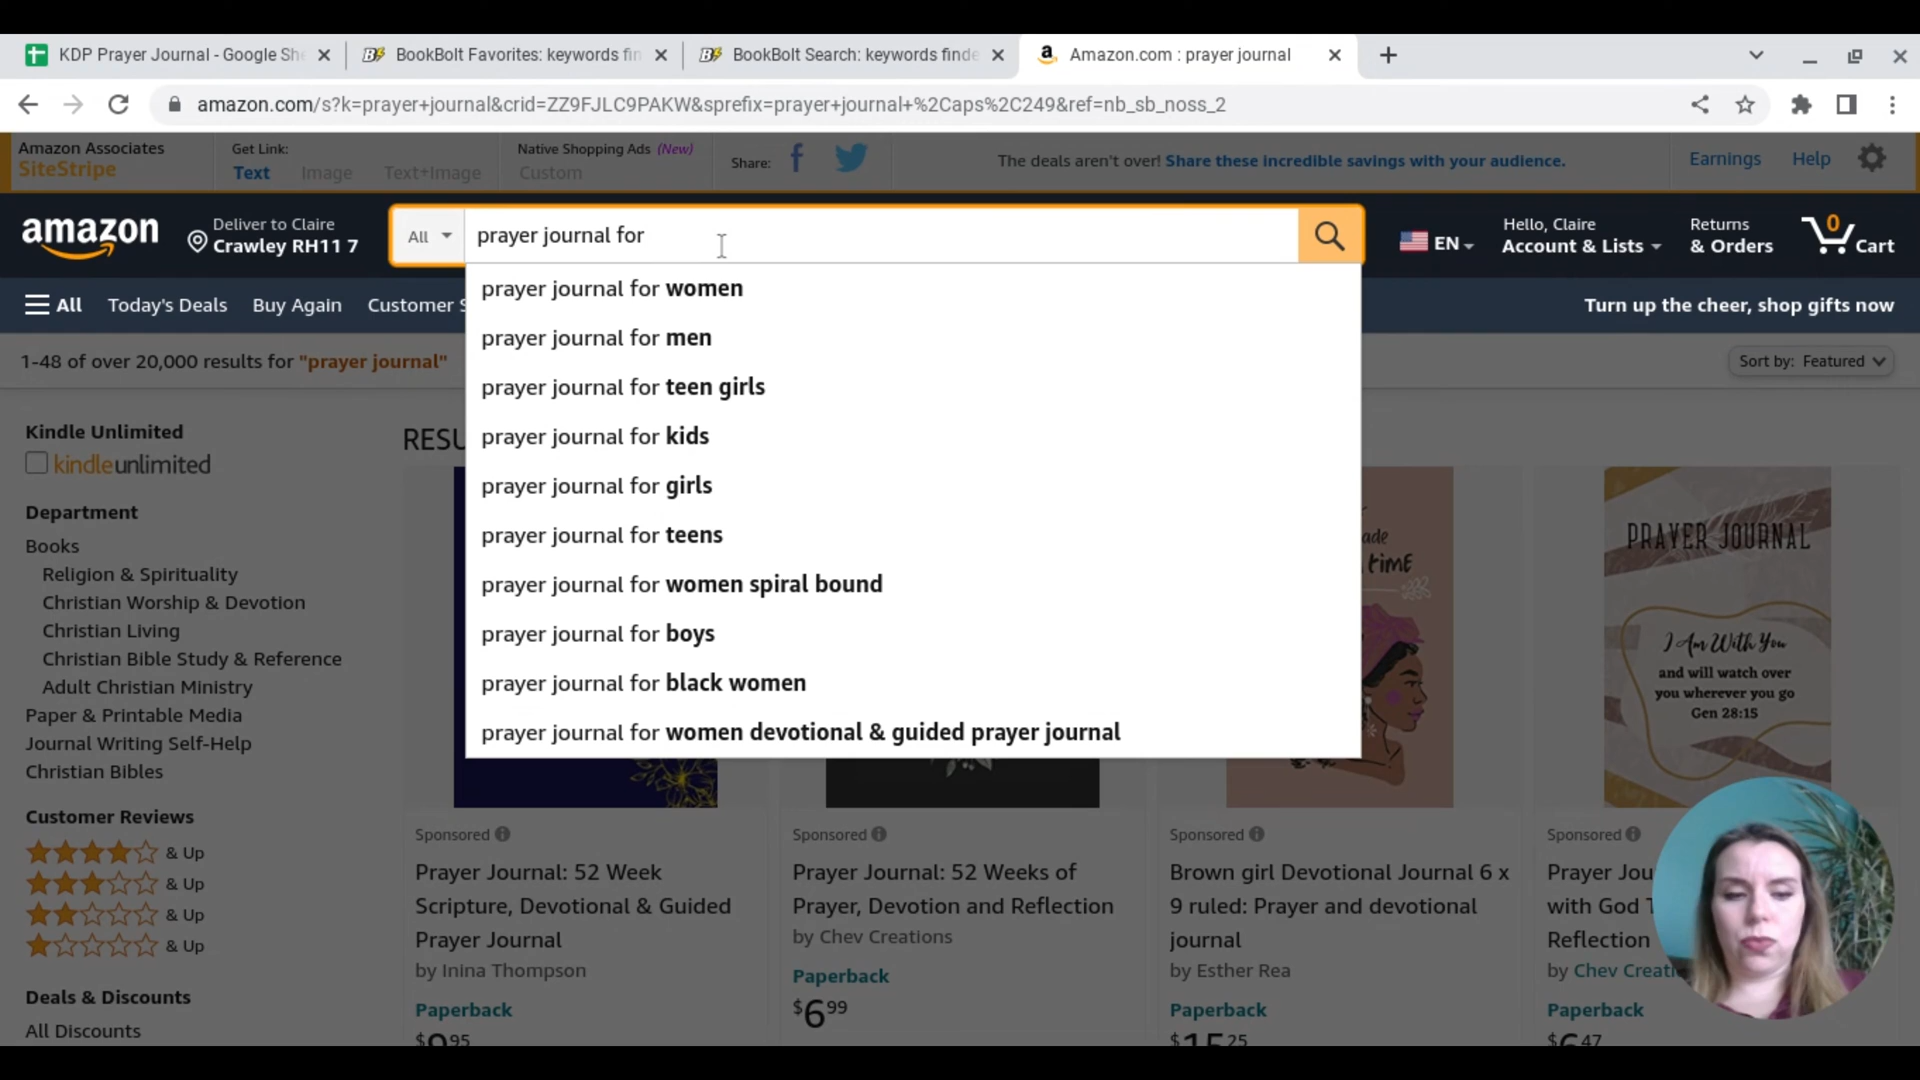 KDP Prayer Journal - Google She
BookBolt Favorites: keywords fin
BookBolt Search: keywords finde
Amazon.com : prayer journal
amazon.com/s?k=prayer+journal&crid=ZZ9FJLC9PAKW&sprefix=prayer+journal+%2Caps%2C249&ref=nb_sb_noss_2
Amazon Associates
SiteStripe
Get Link:
Text Image Text+Image
Native Shopping Ads (New)
Custom
Share:
The deals aren't over! Share these incredible savings with your audience.
Earnings
Help
amazon
Deliver to Claire
Crawley RH11 7
All
prayer journal for
EN
Hello, Claire
Account & Lists
Returns
& Orders
0
Cart
All
Today's Deals
Buy Again
Customer S
Turn up the cheer, shop gifts now
prayer journal for women
prayer journal for men
prayer journal for teen girls
prayer journal for kids
prayer journal for girls
prayer journal for teens
prayer journal for women spiral bound
prayer journal for boys
prayer journal for black women
prayer journal for women devotional & guided prayer journal
1-48 of over 20,000 results for "prayer journal"
Sort by: Featured
Kindle Unlimited
kindleunlimited
Department
Books
Religion & Spirituality
Christian Worship & Devotion
Christian Living
Christian Bible Study & Reference
Adult Christian Ministry
Paper & Printable Media
Journal Writing Self-Help
Christian Bibles
Customer Reviews
& Up
& Up
& Up
& Up
Deals & Discounts
All Discounts
RESU
ade
time
PRAYER JOURNAL
I Am With You
and will watch over
you wherever you go
Gen 28:15
Sponsored
Prayer Journal: 52 Week
Scripture, Devotional & Guided
Prayer Journal
by Inina Thompson
Paperback
$9.95
Sponsored
Prayer Journal: 52 Weeks of
Prayer, Devotion and Reflection
by Chev Creations
Paperback
$6.99
Sponsored
Brown girl Devotional Journal 6 x
9 ruled: Prayer and devotional
journal
by Esther Rea
Paperback
$15.25
Sponsored
Prayer Jou
with God T
Reflection
by Chev Creati
Paperback
$6.47